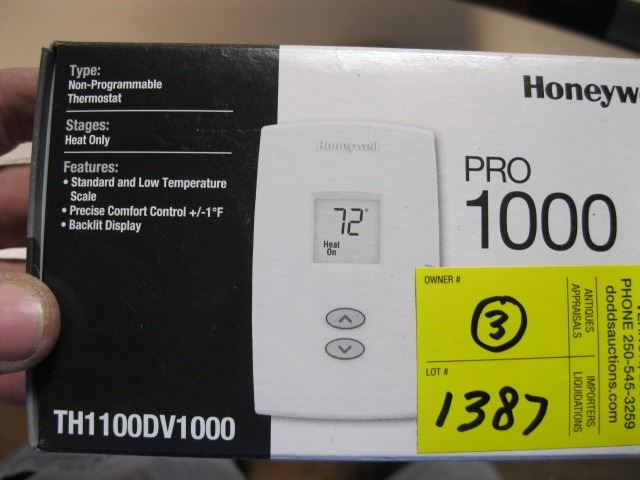 Type:
Non-Programmable
Thermostat
Stages:
Heat Only
Features:
• Standard and Low Temperature
Scale
• Precise Comfort Control +/-1°F
• Backlit Display
TH1100DV1000
Honeywell
72°
Heat
On
Honeyw
PRO
1000
OWNER #
3
LOT #
1387
ANTIQUES
APPRAISALS
IMPORTERS
LIQUIDATIONS
PHONE 250-545-3259
doddsauctions.com